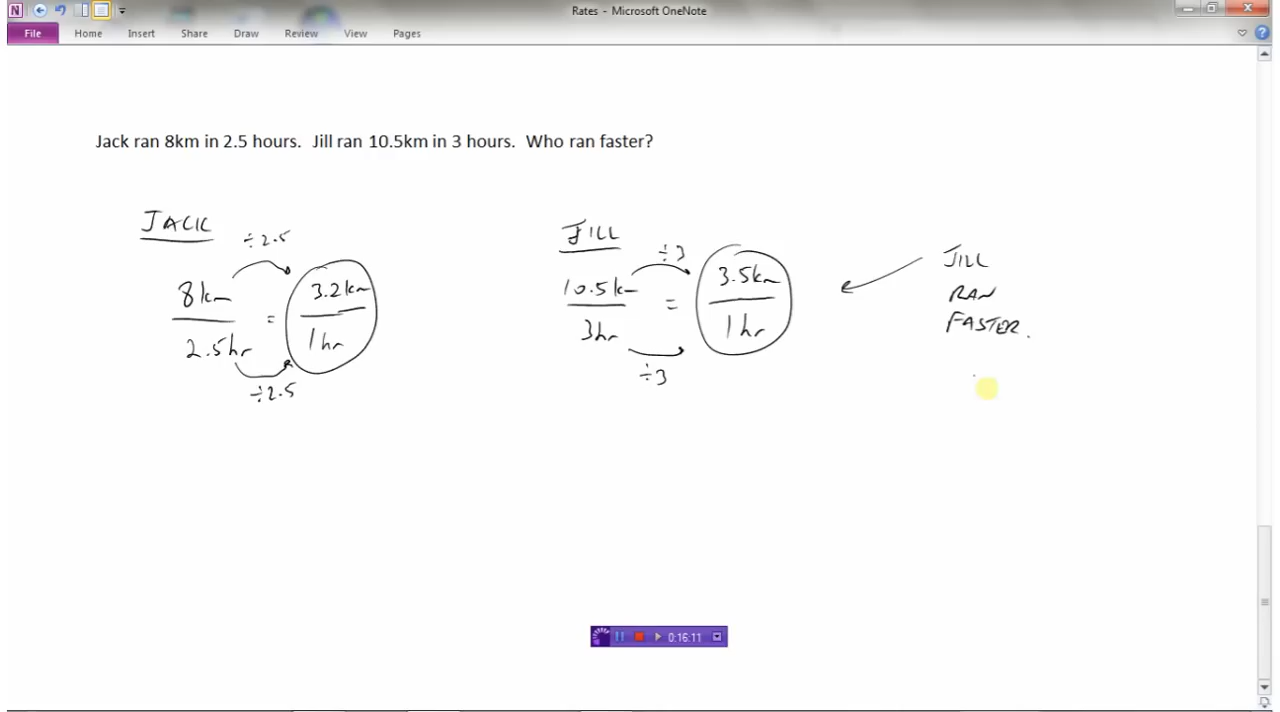 Rates - Microsoft OneNote
File Home Insert Share Draw Review View Pages
Jack ran 8km in 2.5 hours. Jill ran 10.5km in 3 hours. Who ran faster?
JACK
÷2.5
8km
2.5hr
=
3.2km
1hr
÷2.5
JILL
÷3
10.5km
3hr
=
3.5km
1hr
÷3
JILL
RAN
FASTER.
0:16:11